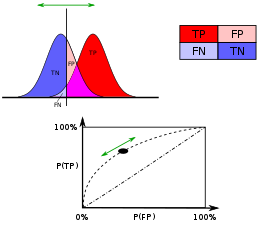 TP FP
FN TN
TN FP TP
FN
100%
P(TP)
0% P(FP) 100%